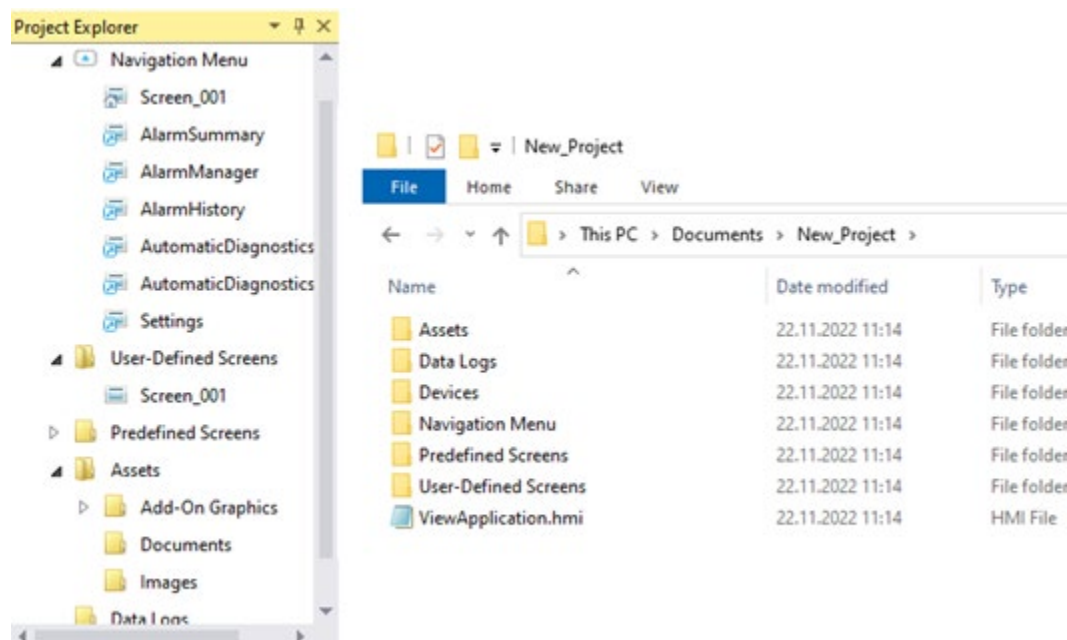 Project Explorer
Navigation Menu
Screen_001
AlarmSummary
AlarmManager
AlarmHistory
AutomaticDiagnostics
AutomaticDiagnostics
Settings
User-Defined Screens
Screen_001
Predefined Screens
Assets
Add-On Graphics
Documents
Images
Data Logs
New_Project
File Home Share View
This PC > Documents > New_Project >
Name Date modified Type
Assets 22.11.2022 11:14 File folder
Data Logs 22.11.2022 11:14 File folder
Devices 22.11.2022 11:14 File folder
Navigation Menu 22.11.2022 11:14 File folder
Predefined Screens 22.11.2022 11:14 File folder
User-Defined Screens 22.11.2022 11:14 File folder
ViewApplication.hmi 22.11.2022 11:14 HMI File